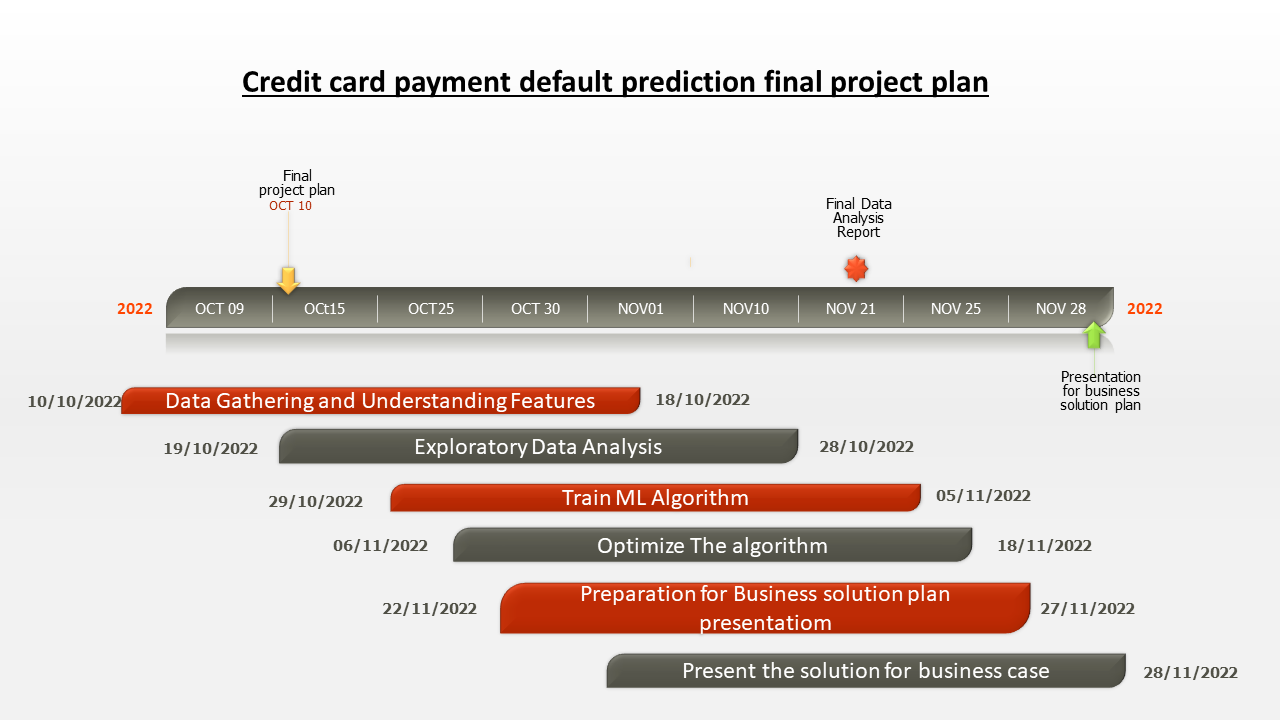 Credit card payment default prediction final project plan
Final
project plan
OCT 10
Final Data
Analysis
Report
2022
OCT 09
OCt15
OCT25
OCT 30
NOV01
NOV10
NOV 21
NOV 25
NOV 28
2022
Presentation
for business
solution plan
10/10/2022
Data Gathering and Understanding Features
18/10/2022
19/10/2022
Exploratory Data Analysis
28/10/2022
29/10/2022
Train ML Algorithm
05/11/2022
06/11/2022
Optimize The algorithm
18/11/2022
22/11/2022
Preparation for Business solution plan
presentatiom
27/11/2022
Present the solution for business case
28/11/2022